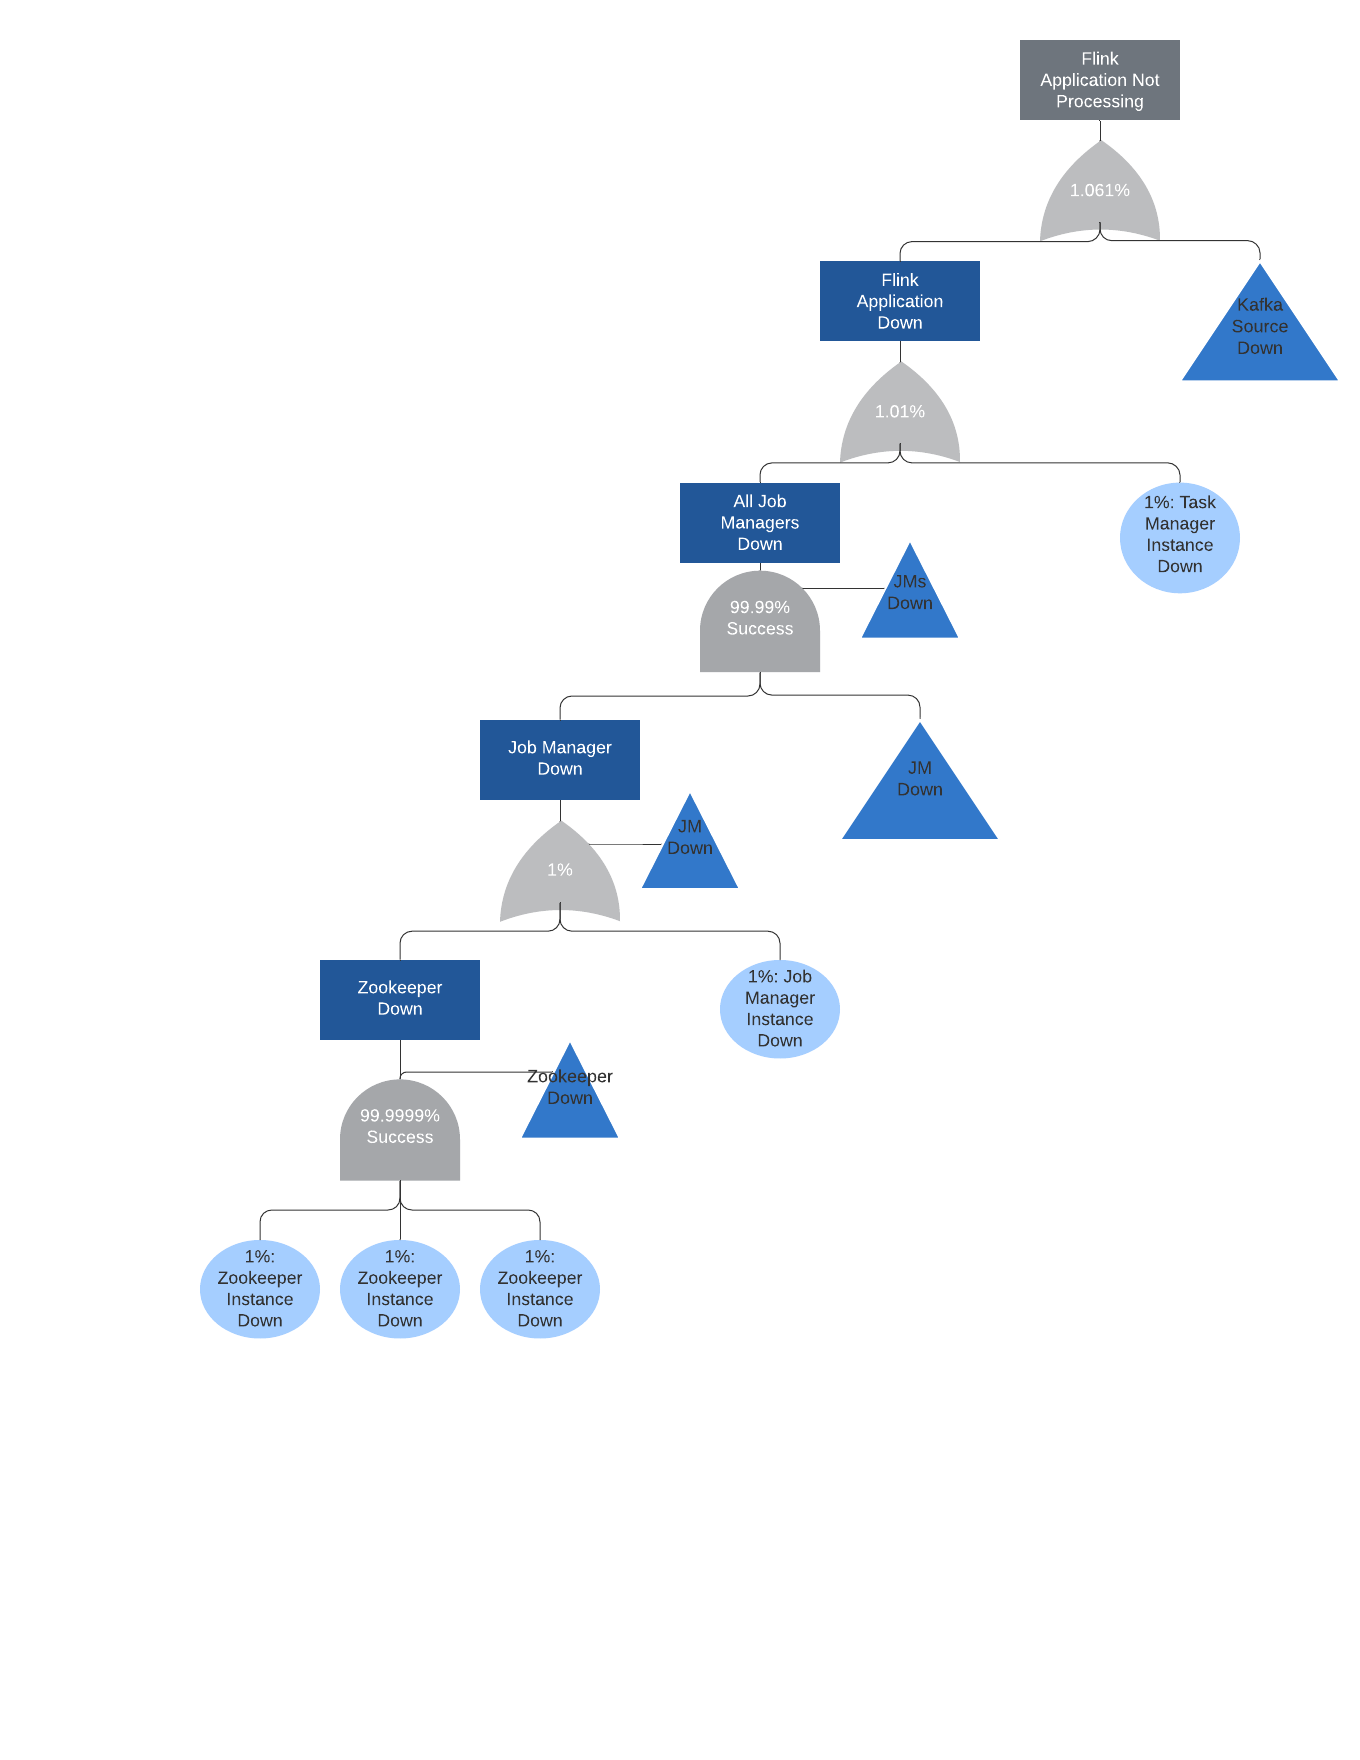 Flink
Application Not
Processing
1.061%
Flink
Application
Down
Kafka
Source
Down
1.01%
All Job
Managers
Down
1%: Task
Manager
Instance
Down
JMs
Down
99.99%
Success
Job Manager
Down
JM
Down
JM
Down
1%
Zookeeper
Down
1%: Job
Manager
Instance
Down
Zookeeper
Down
99.9999%
Success
1%:
Zookeeper
Instance
Down
1%:
Zookeeper
Instance
Down
1%:
Zookeeper
Instance
Down